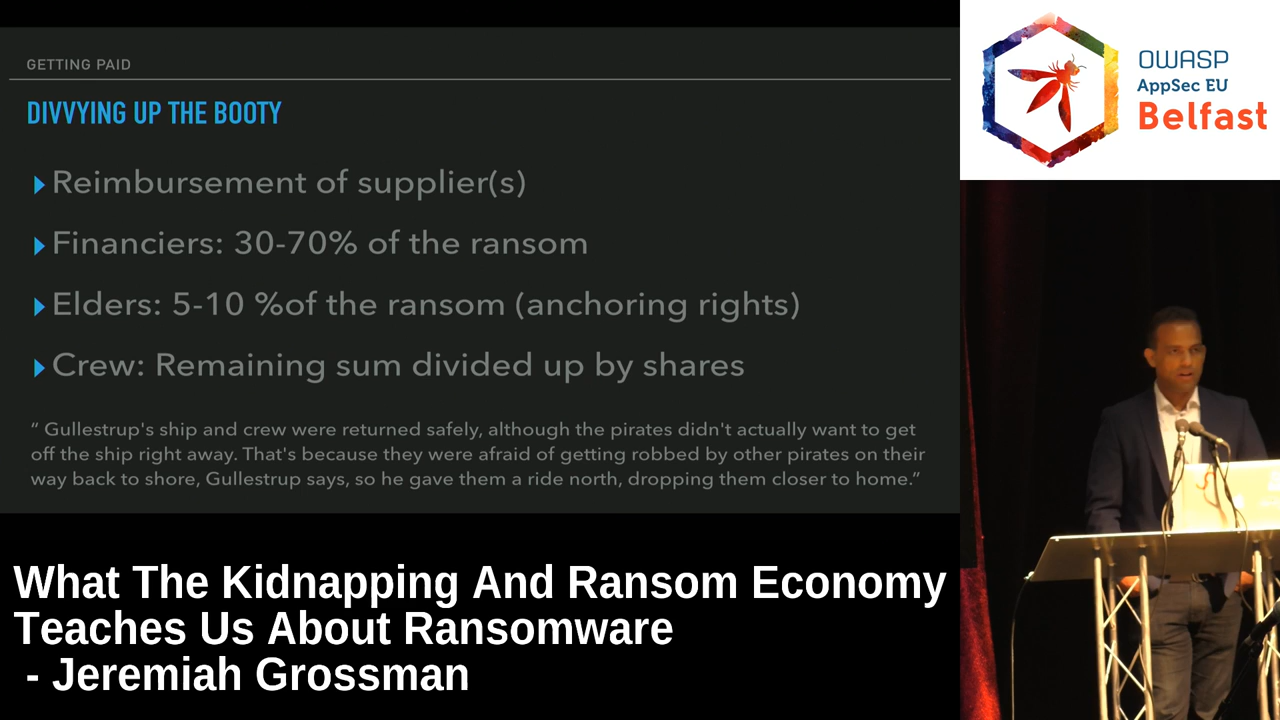 GETTING PAID
DIVVYING UP THE BOOTY
Reimbursement of supplier(s)
Financiers: 30-70% of the ransom
Elders: 5-10 %of the ransom (anchoring rights)
Crew: Remaining sum divided up by shares
“ Gullestrup's ship and crew were returned safely, although the pirates didn't actually want to get
off the ship right away. That's because they were afraid of getting robbed by other pirates on their
way back to shore, Gullestrup says, so he gave them a ride north, dropping them closer to home.”
OWASP
AppSec EU
Belfast
What The Kidnapping And Ransom Economy
Teaches Us About Ransomware
- Jeremiah Grossman